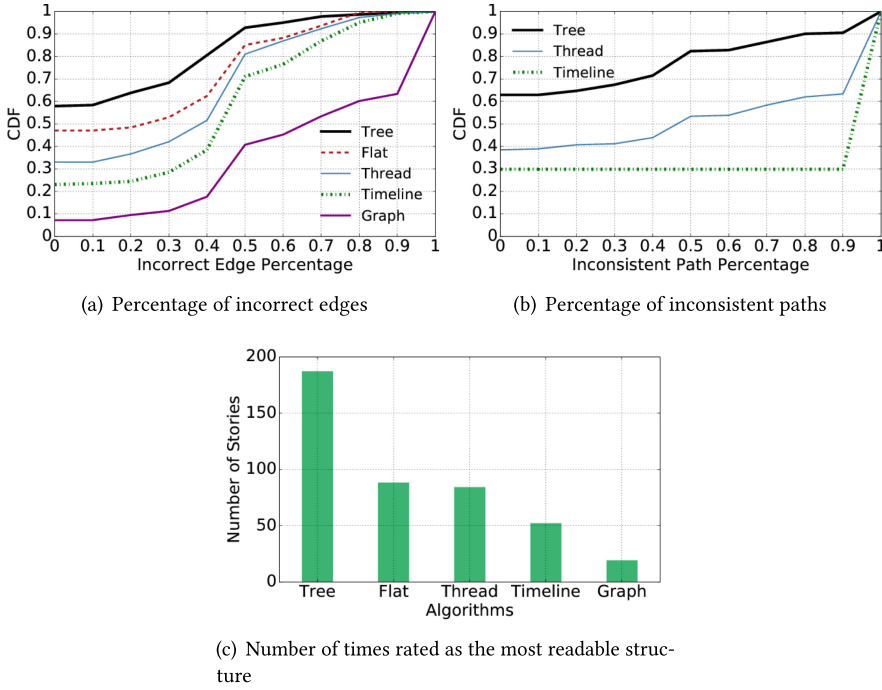 1
0.9
0.8
0.7
0.6
0.5
0.4
0.3
0.2
0.1
0
CDF
Tree
Flat
Thread
Timeline
Graph
0 0.1 0.2 0.3 0.4 0.5 0.6 0.7 0.8 0.9 1
Incorrect Edge Percentage
(a) Percentage of incorrect edges
1
0.9
0.8
0.7
0.6
0.5
0.4
0.3
0.2
0.1
0
CDF
Tree
Thread
Timeline
0 0.1 0.2 0.3 0.4 0.5 0.6 0.7 0.8 0.9 1
Inconsistent Path Percentage
(b) Percentage of inconsistent paths
200
150
100
50
0
Number of Stories
Tree Flat Thread Timeline Graph
Algorithms
(c) Number of times rated as the most readable struc-
ture